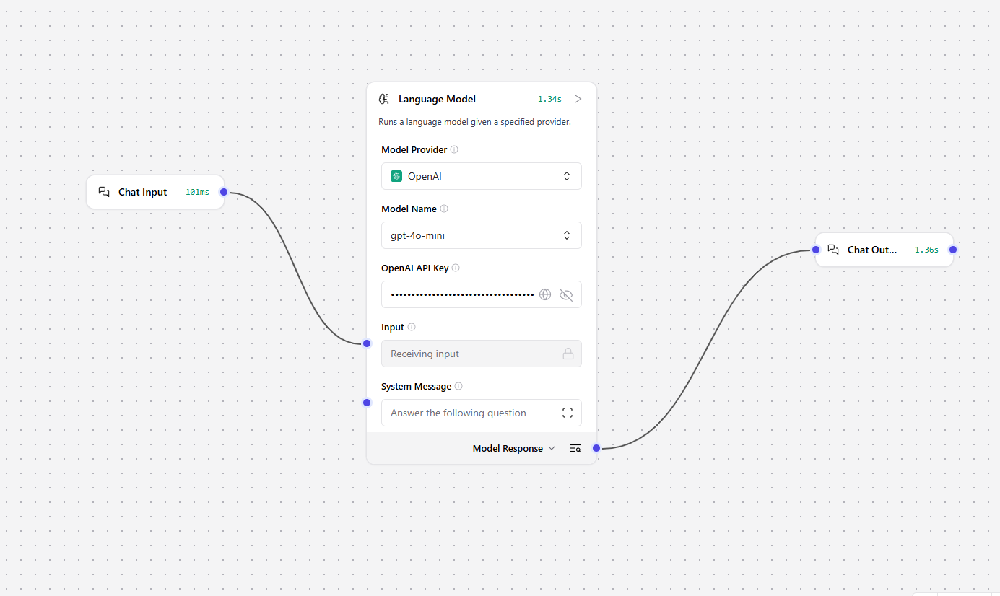 Chat Input 101ms
Language Model 1.34s
Runs a language model given a specified provider.
Model Provider
OpenAI
Model Name
gpt-4o-mini
OpenAI API Key
Input
Receiving input
System Message
Answer the following question
Model Response
Chat Out... 1.36s